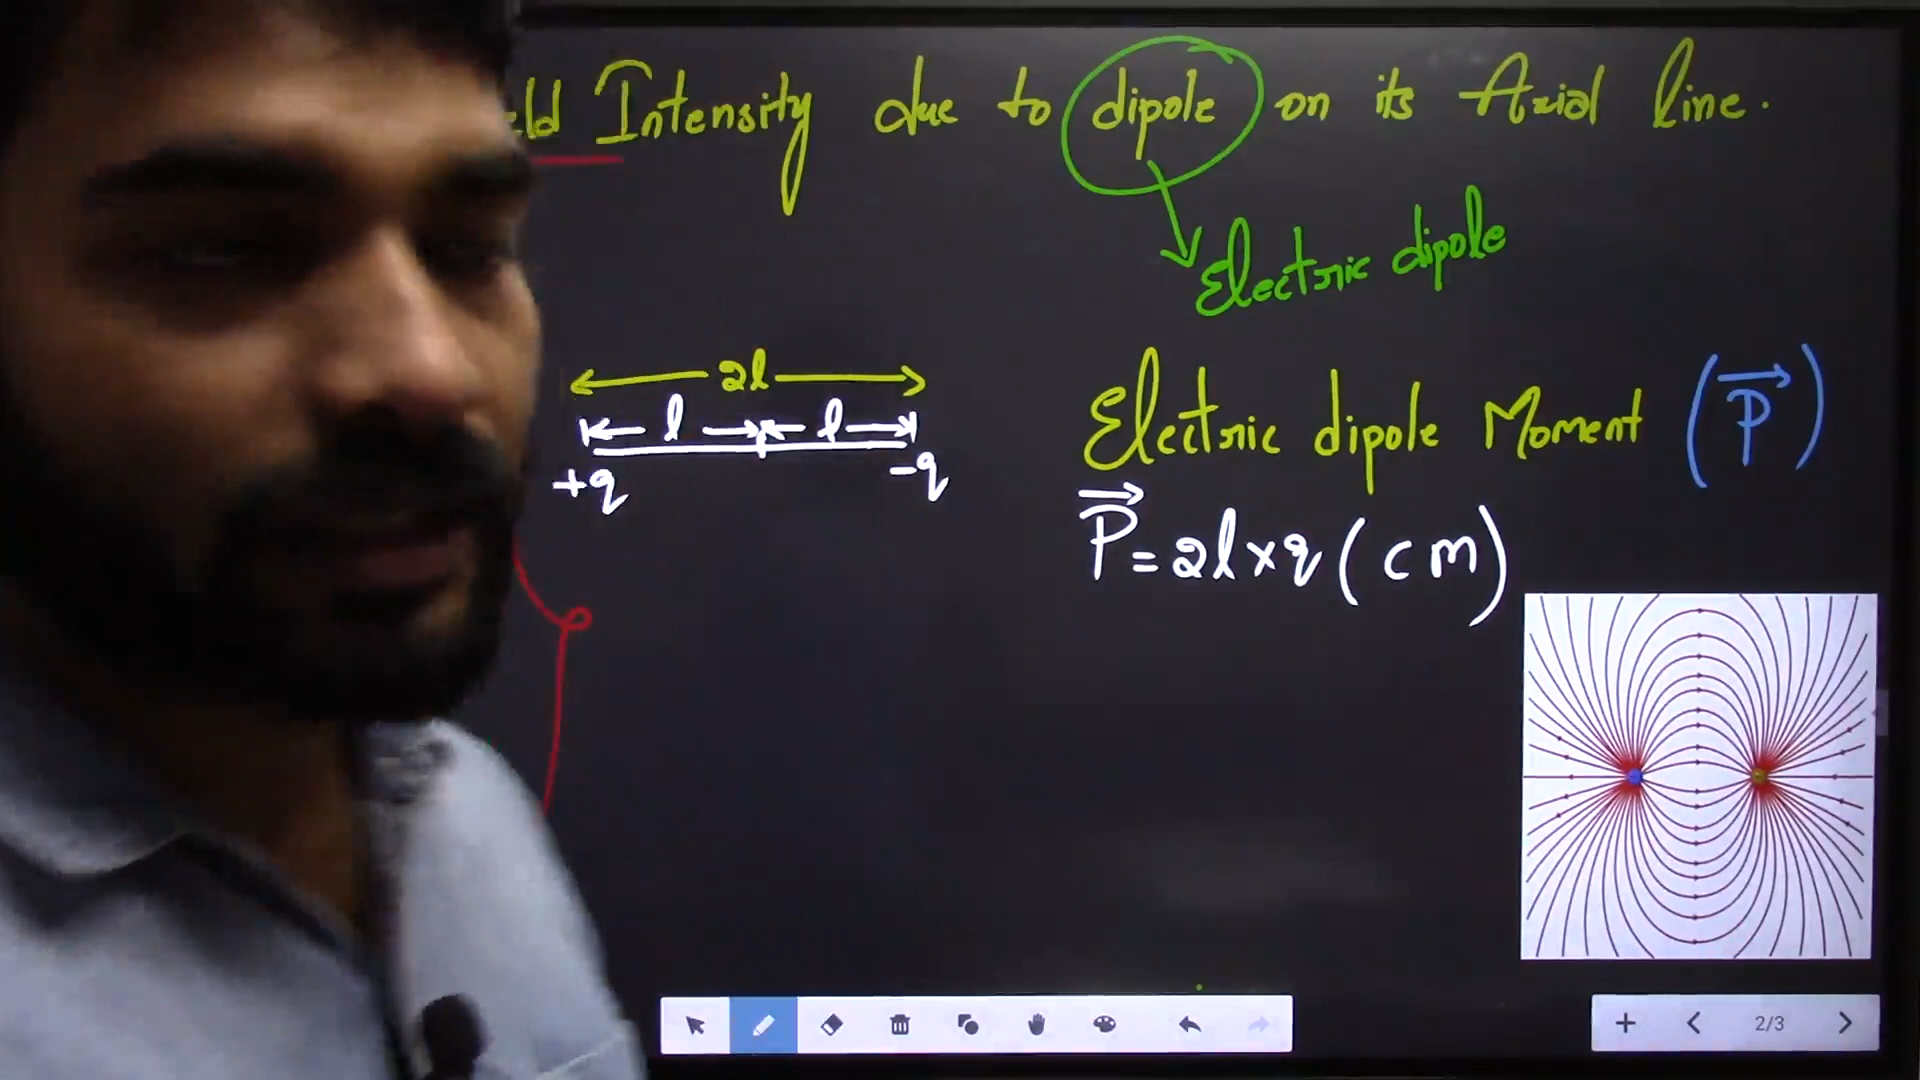 Intensity due to dipole on its Axial line.
Electric dipole
2l
l l
+q -q
Electric dipole Moment (P)
P = 2l x q (cm)
2/3